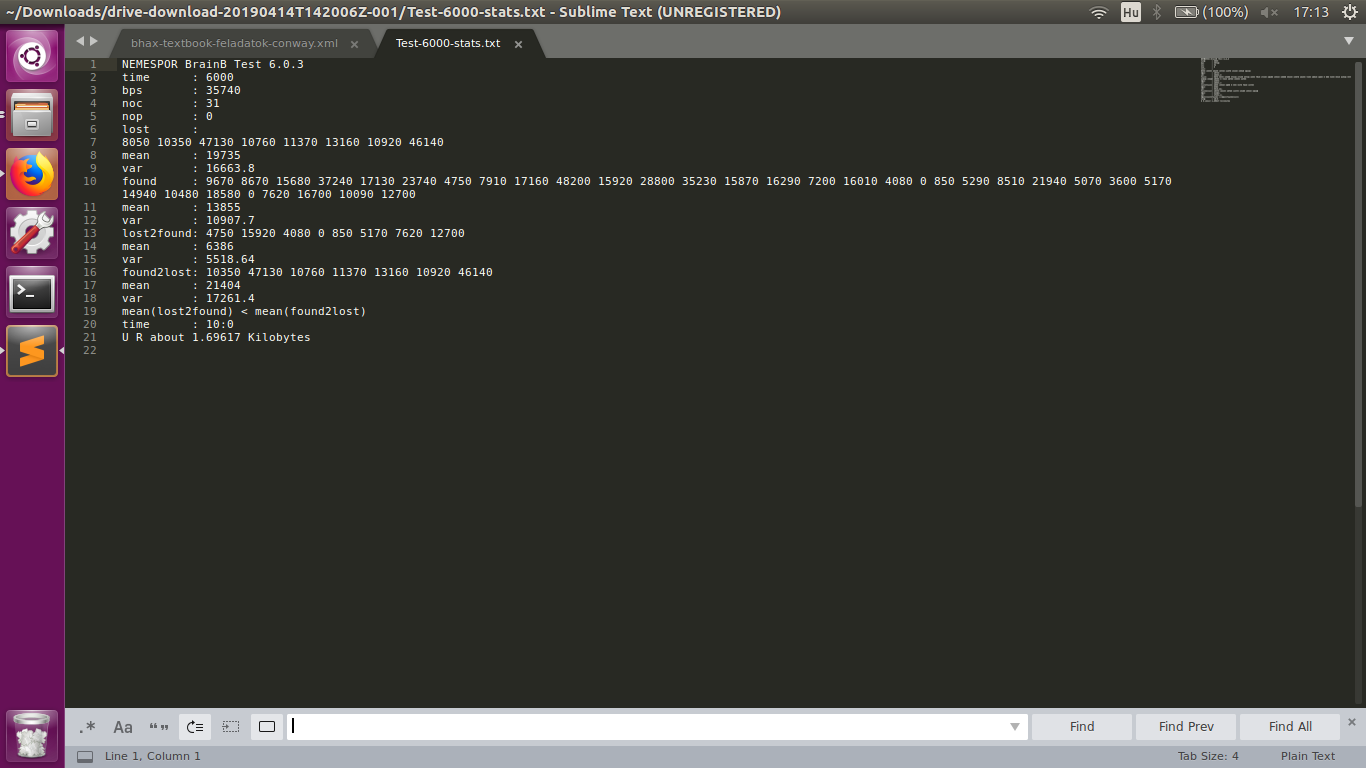 ~/Downloads/drive-download-20190414T142006Z-001/Test-6000-stats.txt - Sublime Text (UNREGISTERED)
Hu
(100%)
17:13
bhax-textbook-feladatok-conway.xml
Test-6000-stats.txt
1 NEMESPOR BrainB Test 6.0.3
2 time      : 6000
3 bps       : 35740
4 noc       : 31
5 nop       : 0
6 lost      :
7 8050 10350 47130 10760 11370 13160 10920 46140
8 mean      : 19735
9 var       : 16663.8
10 found     : 9670 8670 15680 37240 17130 23740 4750 7910 17160 48200 15920 28800 35230 15870 16290 7200 16010 4080 0 850 5290 8510 21940 5070 3600 5170
14940 10480 18580 0 7620 16700 10090 12700
11 mean      : 13855
12 var       : 10907.7
13 lost2found: 4750 15920 4080 0 850 5170 7620 12700
14 mean      : 6386
15 var       : 5518.64
16 found2lost: 10350 47130 10760 11370 13160 10920 46140
17 mean      : 21404
18 var       : 17261.4
19 mean(lost2found) < mean(found2lost)
20 time      : 10:0
21 U R about 1.69617 Kilobytes
22
.* Aa “” Find Find Prev Find All
Line 1, Column 1
Tab Size: 4
Plain Text